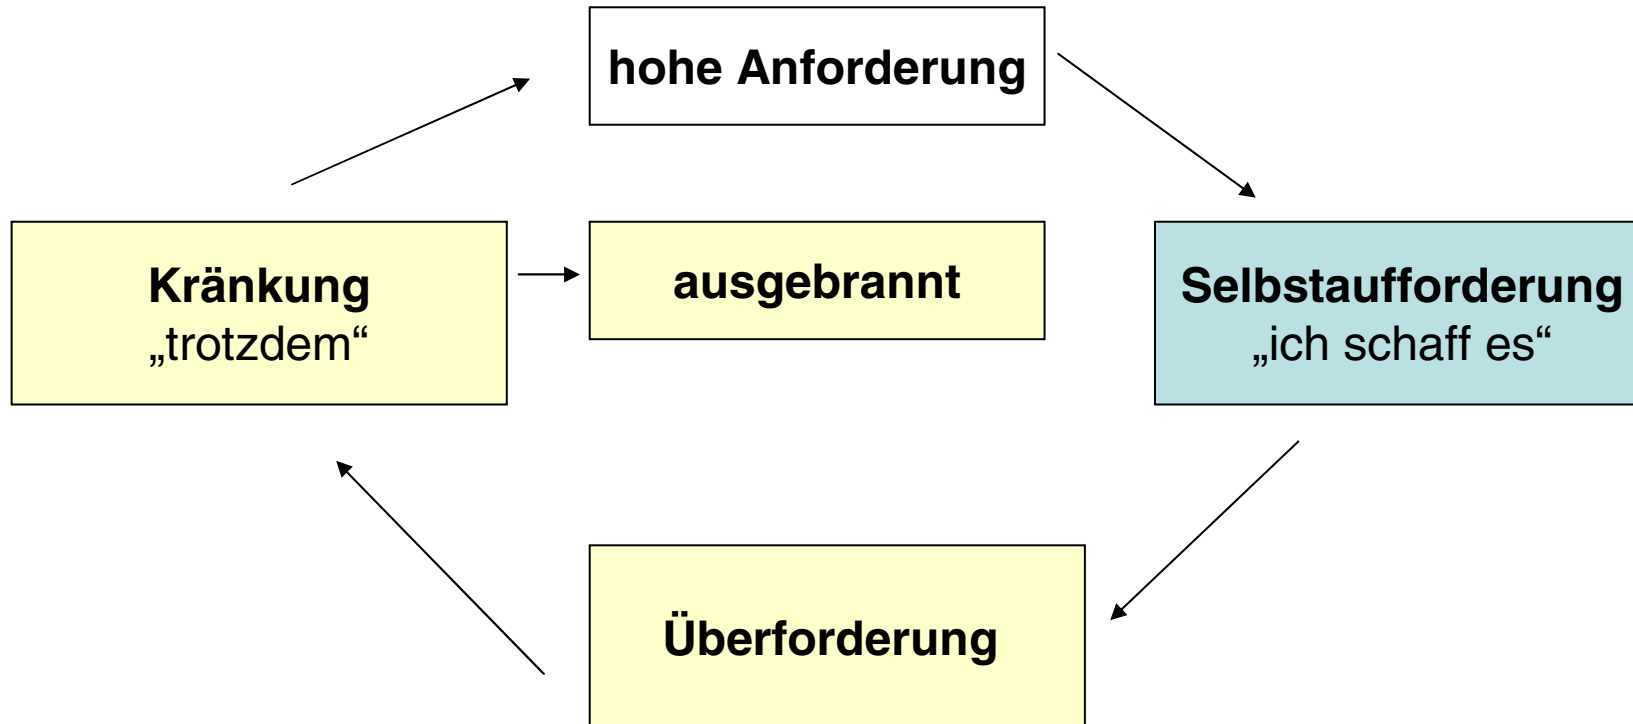 hohe Anforderung
Kränkung
„trotzdem“
ausgebrannt
Selbstaufforderung
„ich schaff es“
Überforderung